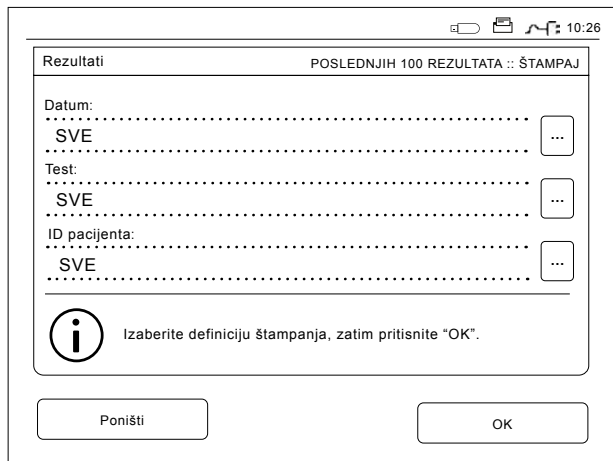 10:26
Rezultati POSLEDNJIH 100 REZULTATA :: ŠTAMPAJ
Datum:
SVE
...
Test:
SVE
...
ID pacijenta:
SVE
...
Izaberite definiciju štampanja, zatim pritisnite “OK”.
Poništi OK